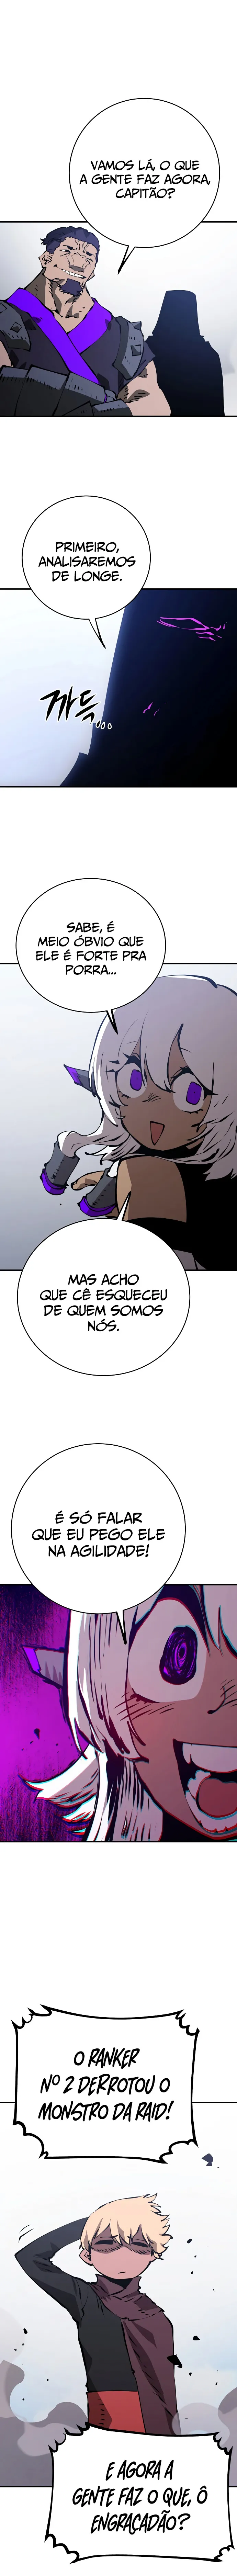 VAMOS LÁ, O QUE
A GENTE FAZ AGORA,
CAPITÃO?
PRIMEIRO,
ANALISAREMOS
DE LONGE.
SABE, É
MEIO ÓBVIO QUE
ELE É FORTE PRA
PORRA...
MAS ACHO
QUE CÊ ESQUECEU
DE QUEM SOMOS
NÓS.
É SÓ FALAR
QUE EU PEGO ELE
NA AGILIDADE!
O RANKER
Nº 2 DERROTOU O
MONSTRO DA RAID!
E AGORA A
GENTE FAZ O QUE, Ô
ENGRAÇADÃO?